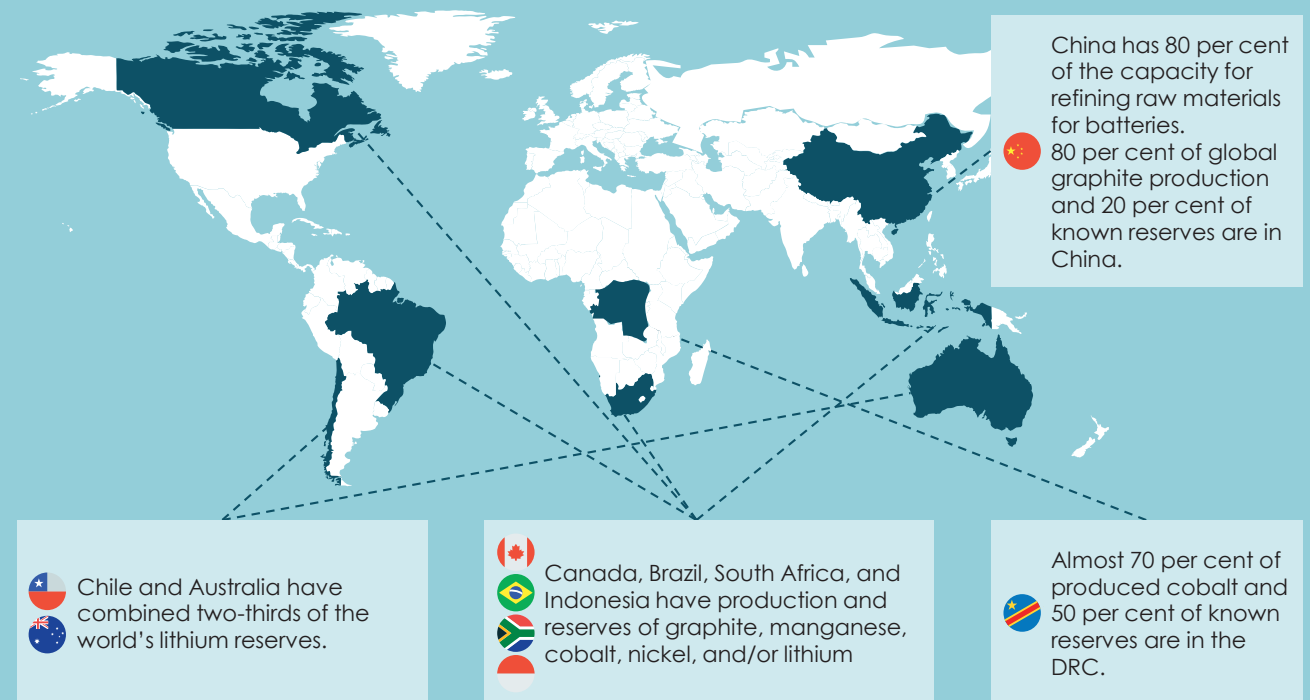 China has 80 per cent
of the capacity for
refining raw materials
for batteries.
80 per cent of global
graphite production
and 20 per cent of
known reserves are in
China.
Chile and Australia have
combined two-thirds of the
world’s lithium reserves.
Canada, Brazil, South Africa, and
Indonesia have production and
reserves of graphite, manganese,
cobalt, nickel, and/or lithium
Almost 70 per cent of
produced cobalt and
50 per cent of known
reserves are in the
DRC.